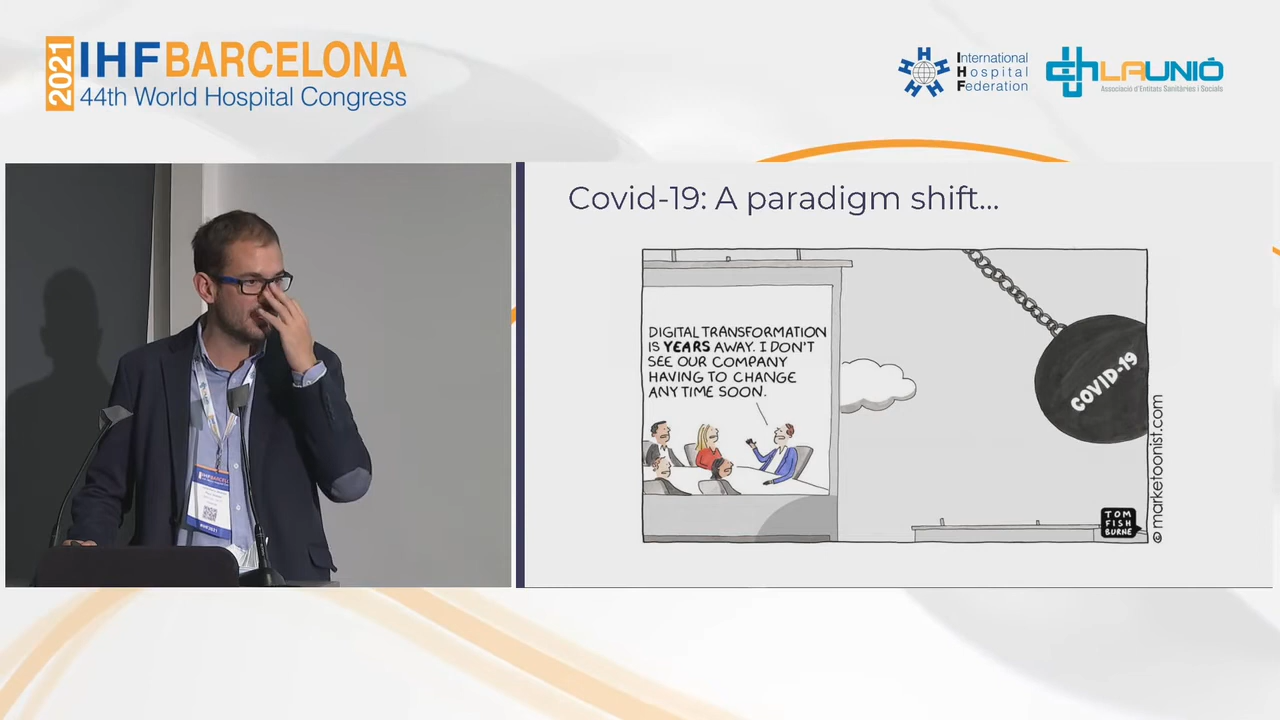 2021
IHF BARCELONA
44th World Hospital Congress
International
Hospital
Federation
LAUNIÓ
Associació d'Entitats Sanitàries i Socials
Covid-19: A paradigm shift...
DIGITAL TRANSFORMATION
IS YEARS AWAY. I DON'T
SEE OUR COMPANY
HAVING TO CHANGE
ANY TIME SOON.
COVID-19
TOM
FISH
BURNE
© marketoonist.com
IHFBARCELONA